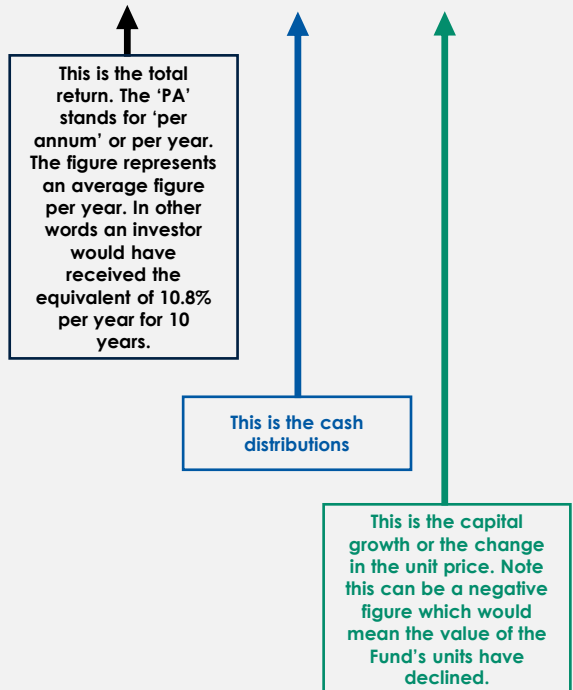 This is the total
return. The ‘PA’
stands for ‘per
annum’ or per year.
The figure represents
an average figure
per year. In other
words an investor
would have
received the
equivalent of 10.8%
per year for 10
years.
This is the cash
distributions
This is the capital
growth or the change
in the unit price. Note
this can be a negative
figure which would
mean the value of the
Fund’s units have
declined.